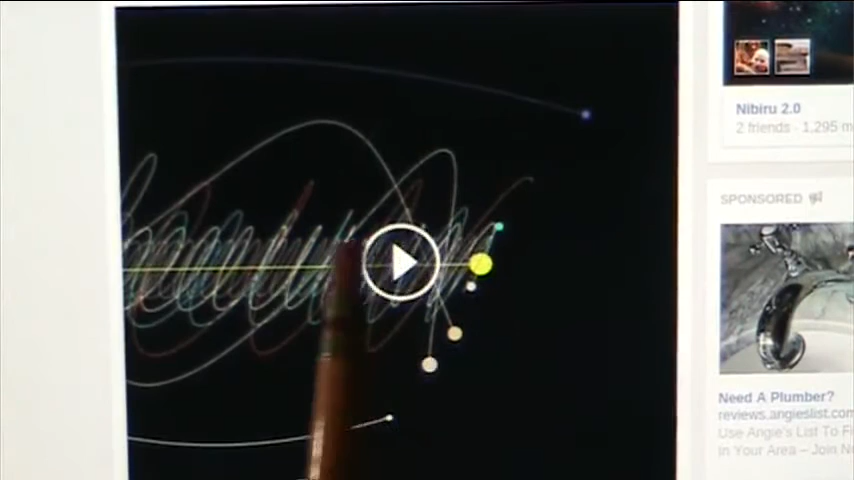 Nibiru 2.0
2 friends · 1,295 m
SPONSORED
Need A Plumber?
reviews.angieslist.com
Use Angie's List To Fi
In Your Area – Join No